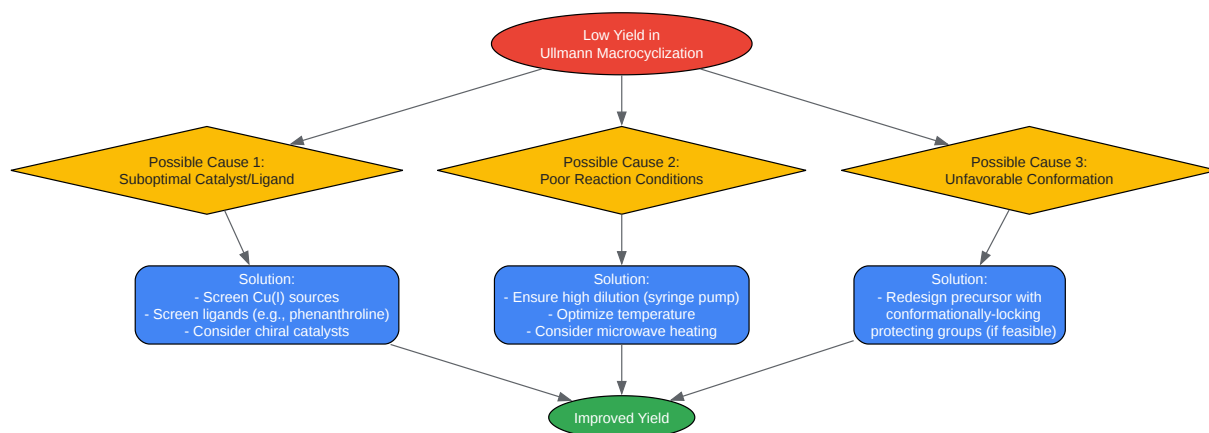 Low Yield in
Ullmann Macrocyclization
Possible Cause 1:
Suboptimal Catalyst/Ligand
Possible Cause 2:
Poor Reaction Conditions
Possible Cause 3:
Unfavorable Conformation
Solution:
- Screen Cu(I) sources
- Screen ligands (e.g., phenanthroline)
- Consider chiral catalysts
Solution:
- Ensure high dilution (syringe pump)
- Optimize temperature
- Consider microwave heating
Solution:
- Redesign precursor with
conformationally-locking
protecting groups (if feasible)
Improved Yield